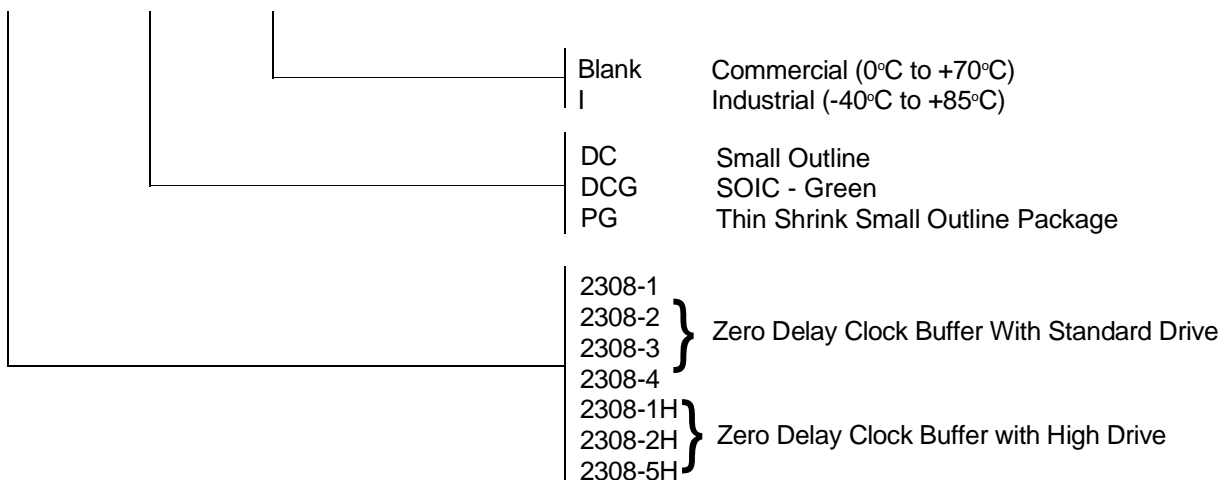 Blank Commercial (0°C to +70°C)
I Industrial (-40°C to +85°C)
DC Small Outline
DCG SOIC - Green
PG Thin Shrink Small Outline Package
2308-1
2308-2
2308-3
2308-4
Zero Delay Clock Buffer With Standard Drive
2308-1H
2308-2H
2308-5H
Zero Delay Clock Buffer with High Drive